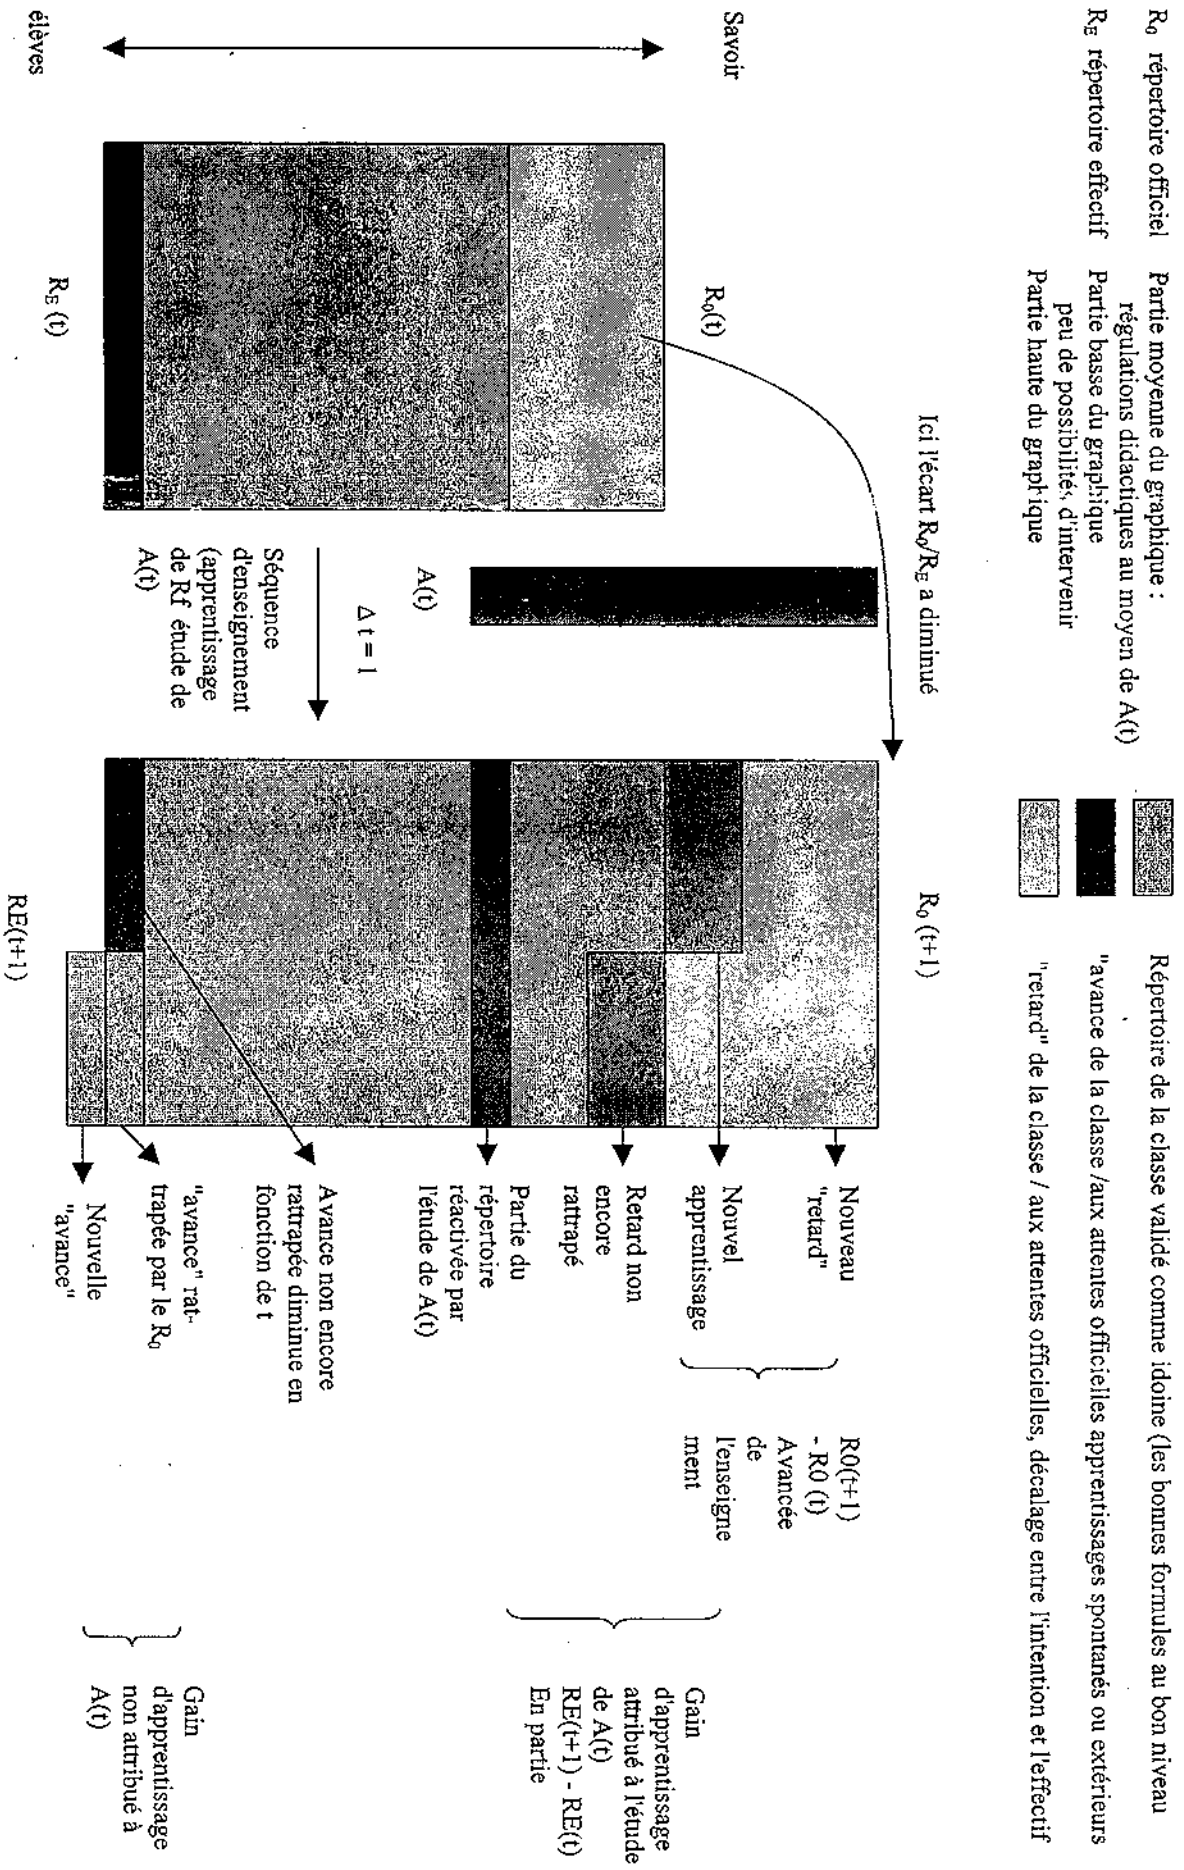 R₀ répertoire officiel
R_E répertoire effectif
Partie moyenne du graphique :
régulations didactiques au moyen de A(t)
Partie basse du graphique
peu de possibilités d'intervenir
Partie haute du graphique
Répertoire de la classe validé comme idoine (les bonnes formules au bon niveau
"avance de la classe /aux attentes officielles apprentissages spontanés ou extérieurs
"retard" de la classe / aux attentes officielles, décalage entre l'intention et l'effectif
Ici l'écart R₀/R_E a diminué
Savoir
élèves
R₀(t)
R_E (t)
A(t)
Δ t = 1
Séquence
d'enseignement
(apprentissage
de Rf étude de
A(t)
R₀ (t+1)
RE(t+1)
Nouveau
"retard"
Nouvel
apprentissage
Retard non
encore
rattrapé
Partie du
répertoire
réactivée par
l'étude de A(t)
Avance non encore
rattrapée diminue en
fonction de t
"avance" rat-
trapée par le R₀
Nouvelle
"avance"
R0(t+1)
- R0 (t)
Avancée
de
l'enseigne
ment
Gain
d'apprentissage
attribué à l'étude
de A(t)
RE(t+1) - RE(t)
En partie
Gain
d'apprentissage
non attribué à
A(t)